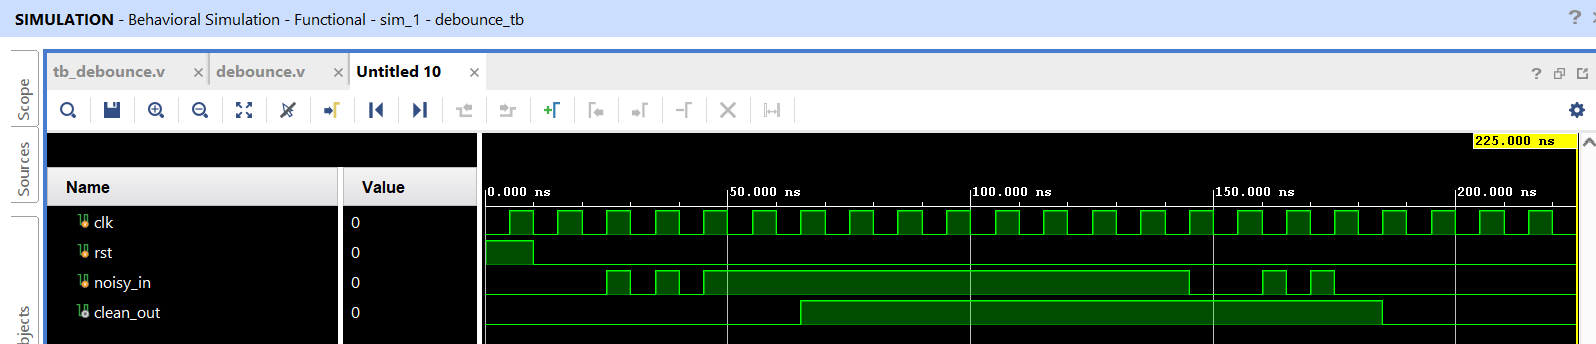 SIMULATION - Behavioral Simulation - Functional - sim_1 - debounce_tb
?
Scope
Sources
bjects
tb_debounce.v × debounce.v × Untitled 10 ×
?
225.000 ns
Name Value
0.000 ns 50.000 ns 100.000 ns 150.000 ns 200.000 ns
clk 0
rst 0
noisy_in 0
clean_out 0